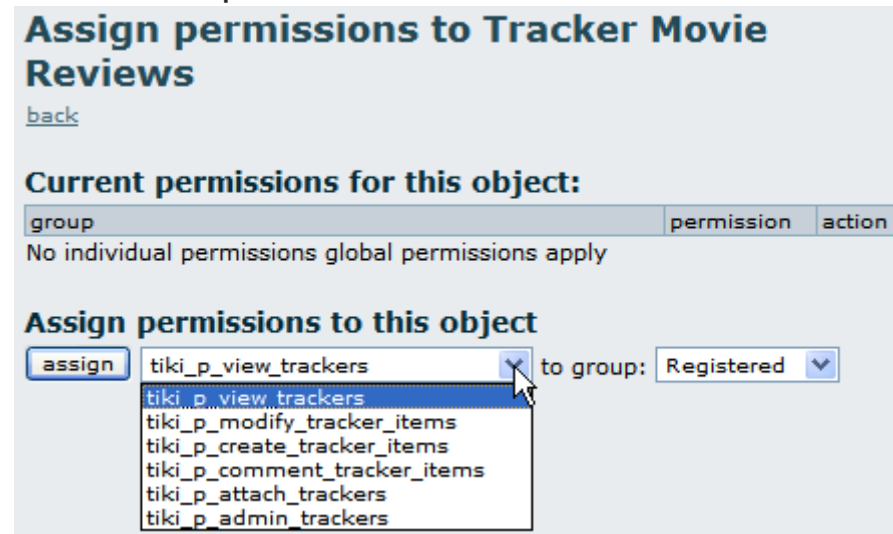 Assign permissions to Tracker Movie
Reviews
back
Current permissions for this object:
group permission action
No individual permissions global permissions apply
Assign permissions to this object
assign tiki_p_view_trackers to group: Registered
tiki_p_view_trackers
tiki_p_modify_tracker_items
tiki_p_create_tracker_items
tiki_p_comment_tracker_items
tiki_p_attach_trackers
tiki_p_admin_trackers